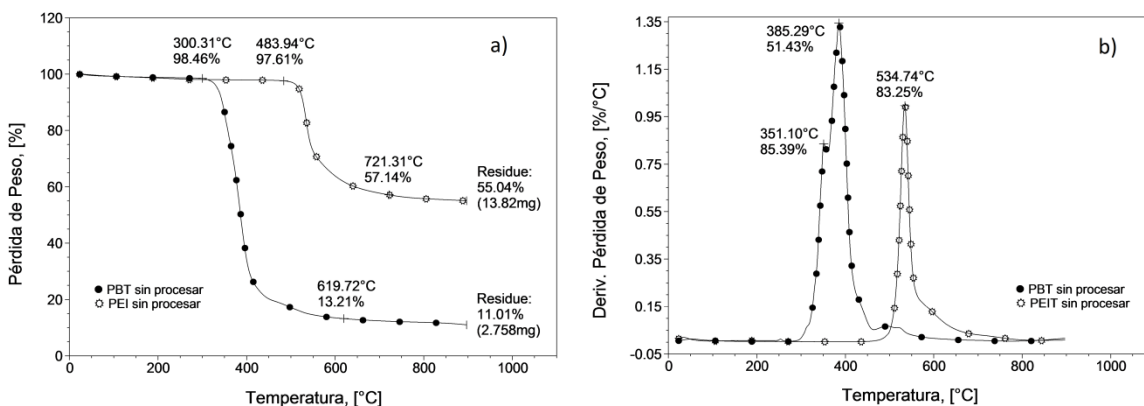 a)
Pérdida de Peso, [%]
120
100
80
60
40
20
0
300.31°C
98.46%
483.94°C
97.61%
721.31°C
57.14%
Residue:
55.04%
(13.82mg)
619.72°C
13.21%
Residue:
11.01%
(2.758mg)
PBT sin procesar
PEI sin procesar
0 200 400 600 800 1000
Temperatura, [°C]
b)
Deriv. Pérdida de Peso, [%/°C]
1.35
1.15
0.95
0.75
0.55
0.35
0.15
-0.05
385.29°C
51.43%
534.74°C
83.25%
351.10°C
85.39%
PBT sin procesar
PEIT sin procesar
0 200 400 600 800 1000
Temperatura, [°C]